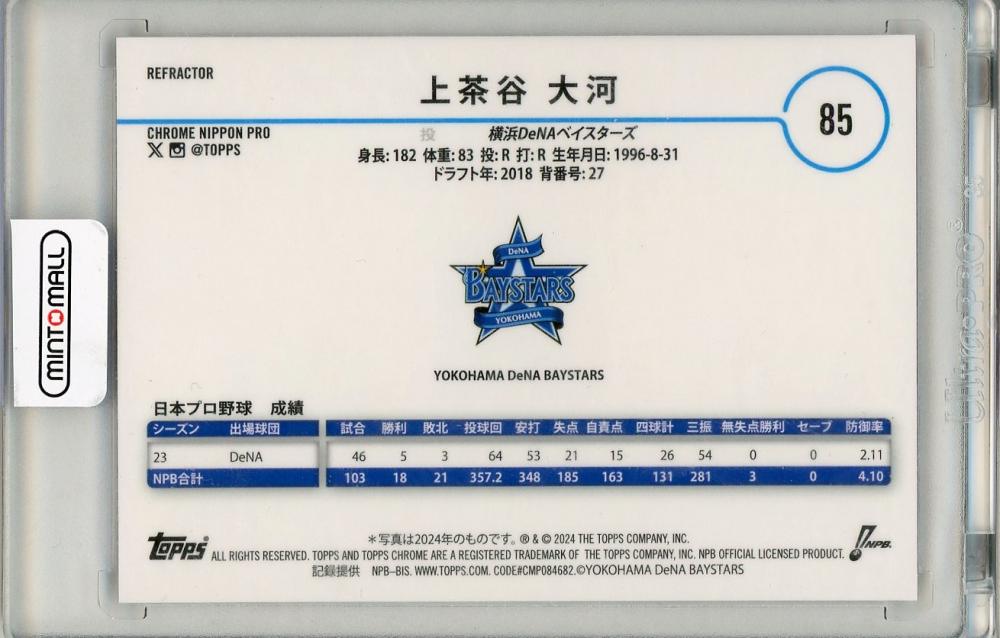 REFRACTOR
上茶谷 大河
85
CHROME NIPPON PRO
投 横浜DeNAベイスターズ
@TOPPS
身長: 182 体重: 83 投: R 打: R 生年月日: 1996-8-31
ドラフト年: 2018 背番号: 27
MINTOMALL
DeNA
BAYSTARS
YOKOHAMA
YOKOHAMA DeNA BAYSTARS
日本プロ野球 成績
シーズン 出場球団 試合 勝利 敗北 投球回 安打 失点 自責点 四球計 三振 無失点勝利 セーブ 防御率
23 DeNA 46 5 3 64 53 21 15 26 54 0 0 2.11
NPB合計 103 18 21 357.2 348 185 163 131 281 3 0 4.10
topps
*写真は2024年のものです。® & © 2024 THE TOPPS COMPANY, INC.
ALL RIGHTS RESERVED. TOPPS AND TOPPS CHROME ARE A REGISTERED TRADEMARK OF THE TOPPS COMPANY, INC. NPB OFFICIAL LICENSED PRODUCT.
NPB
記録提供 NPB-BIS. WWW.TOPPS.COM. CODE#CMP084682.©YOKOHAMA DeNA BAYSTARS
Ultra PRO